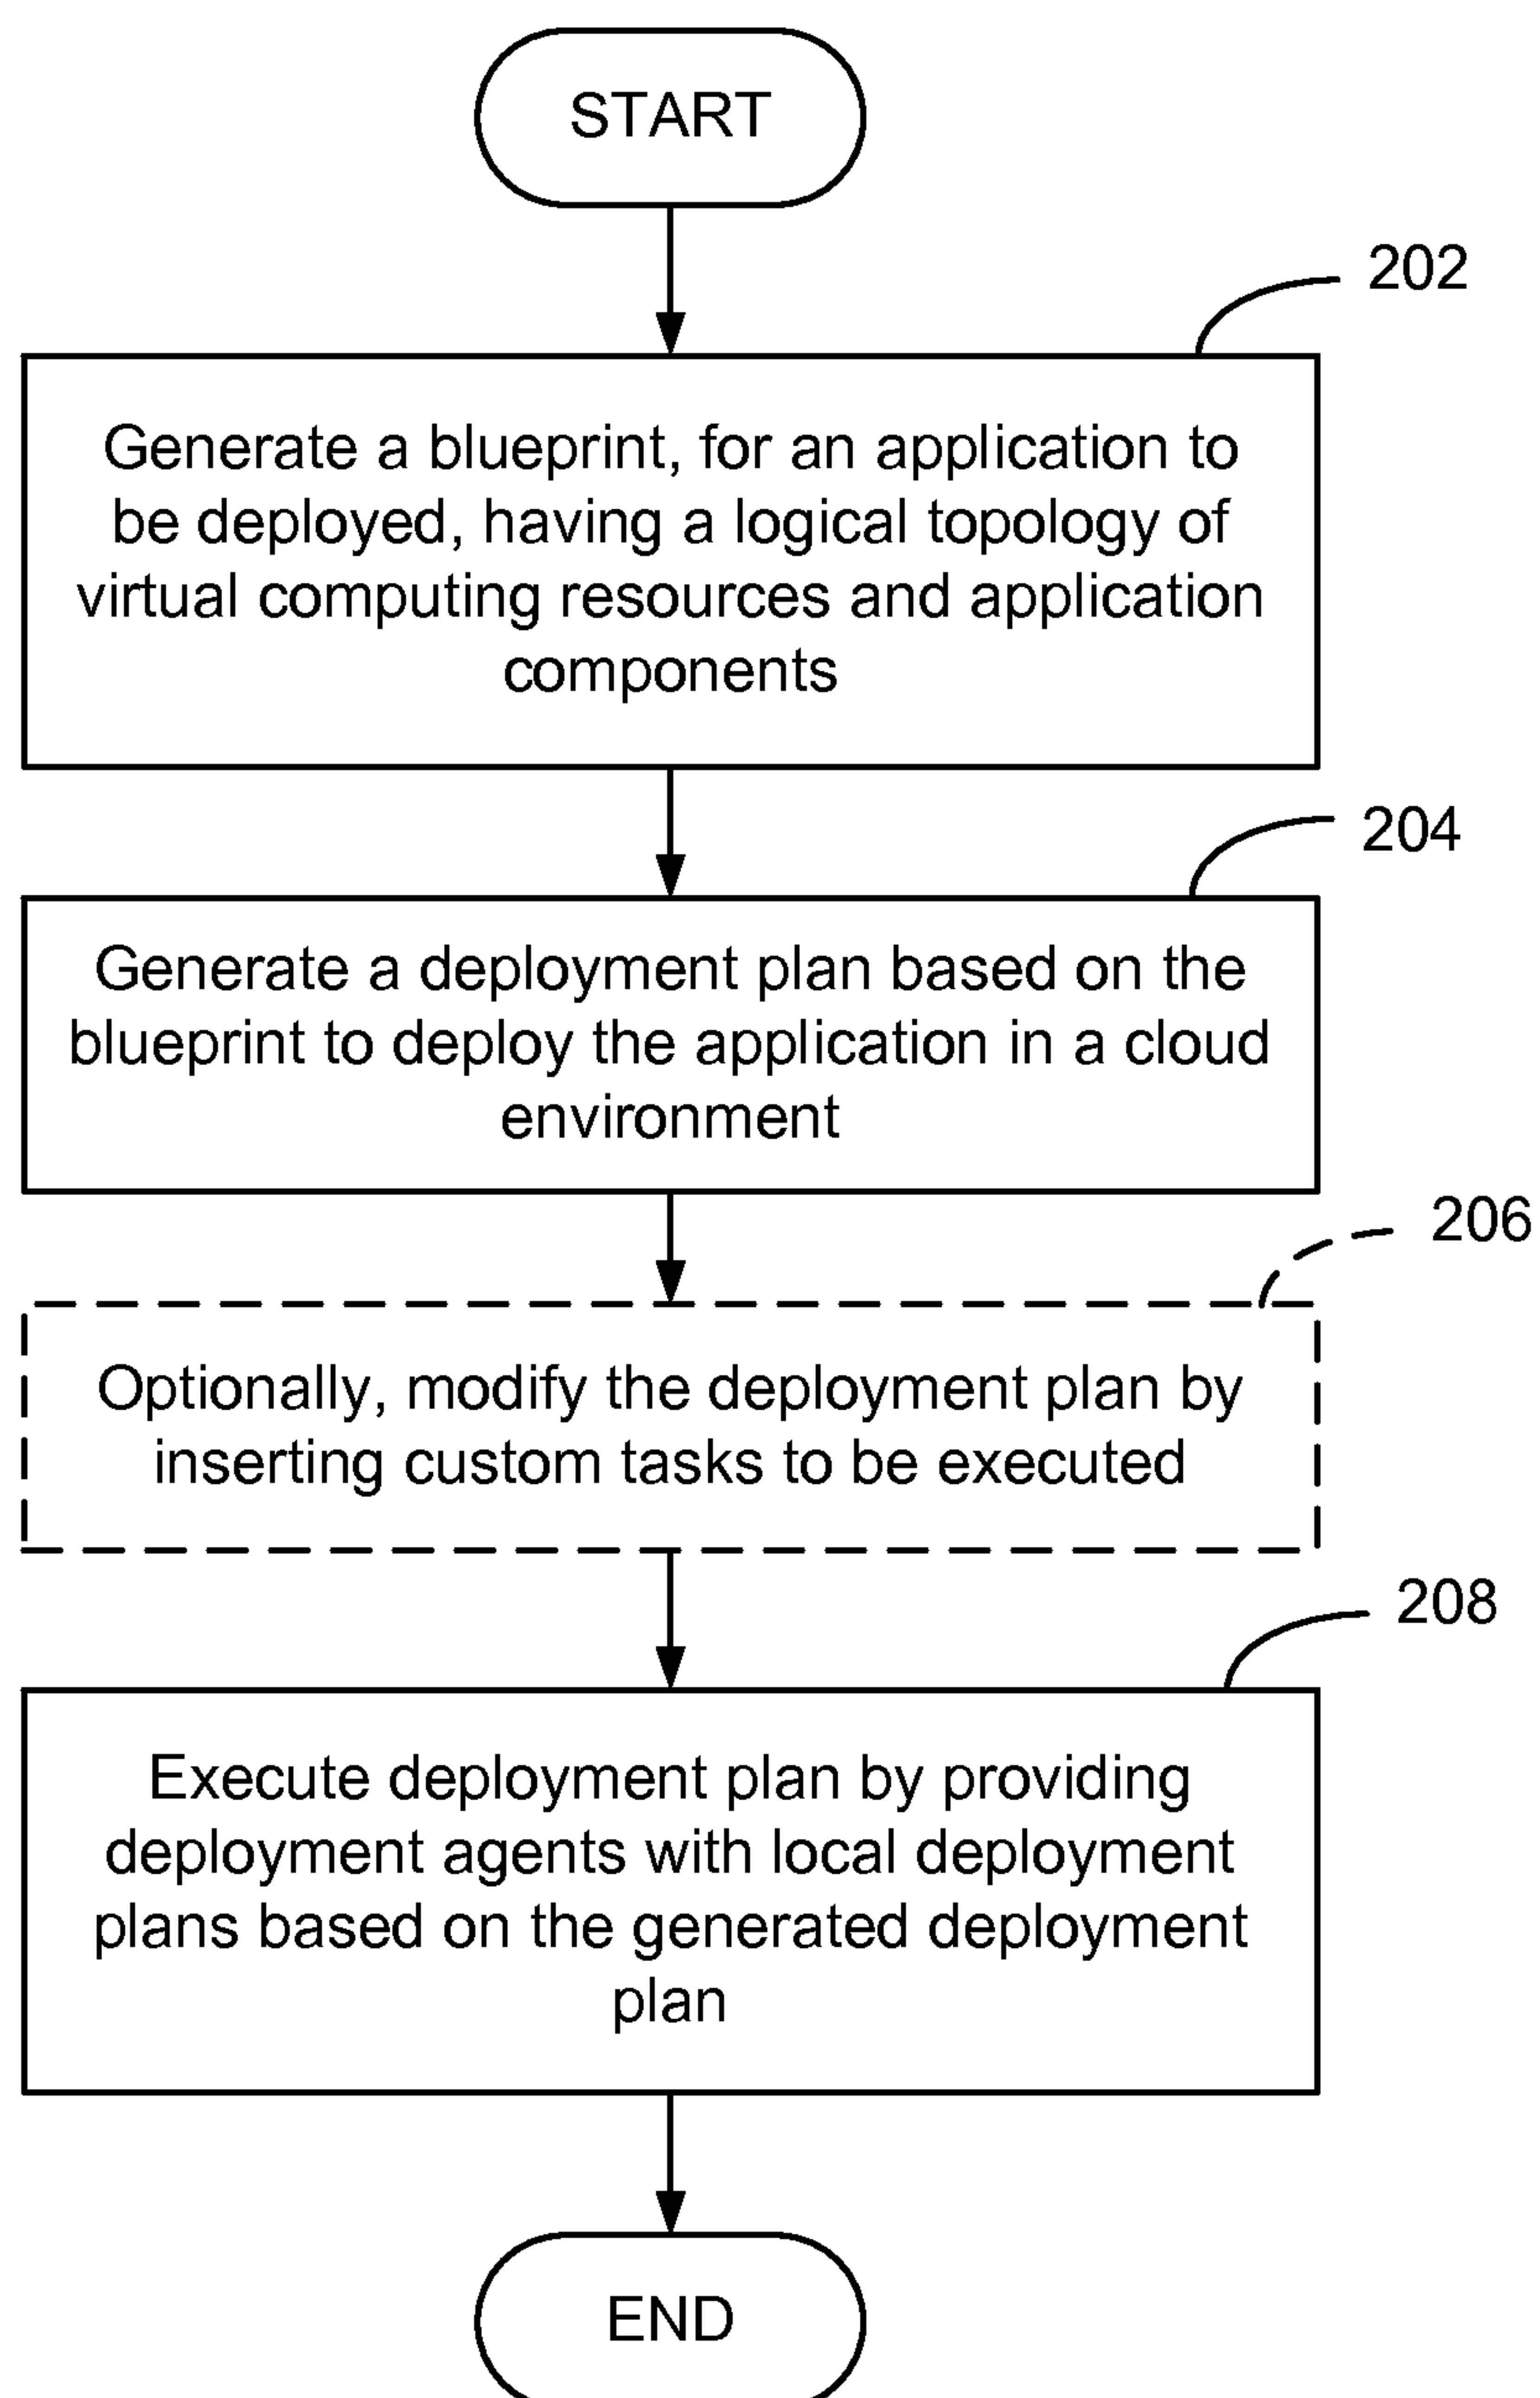 START
202
Generate a blueprint, for an application to
be deployed, having a logical topology of
virtual computing resources and application
components
204
Generate a deployment plan based on the
blueprint to deploy the application in a cloud
environment
206
Optionally, modify the deployment plan by
inserting custom tasks to be executed
208
Execute deployment plan by providing
deployment agents with local deployment
plans based on the generated deployment
plan
END